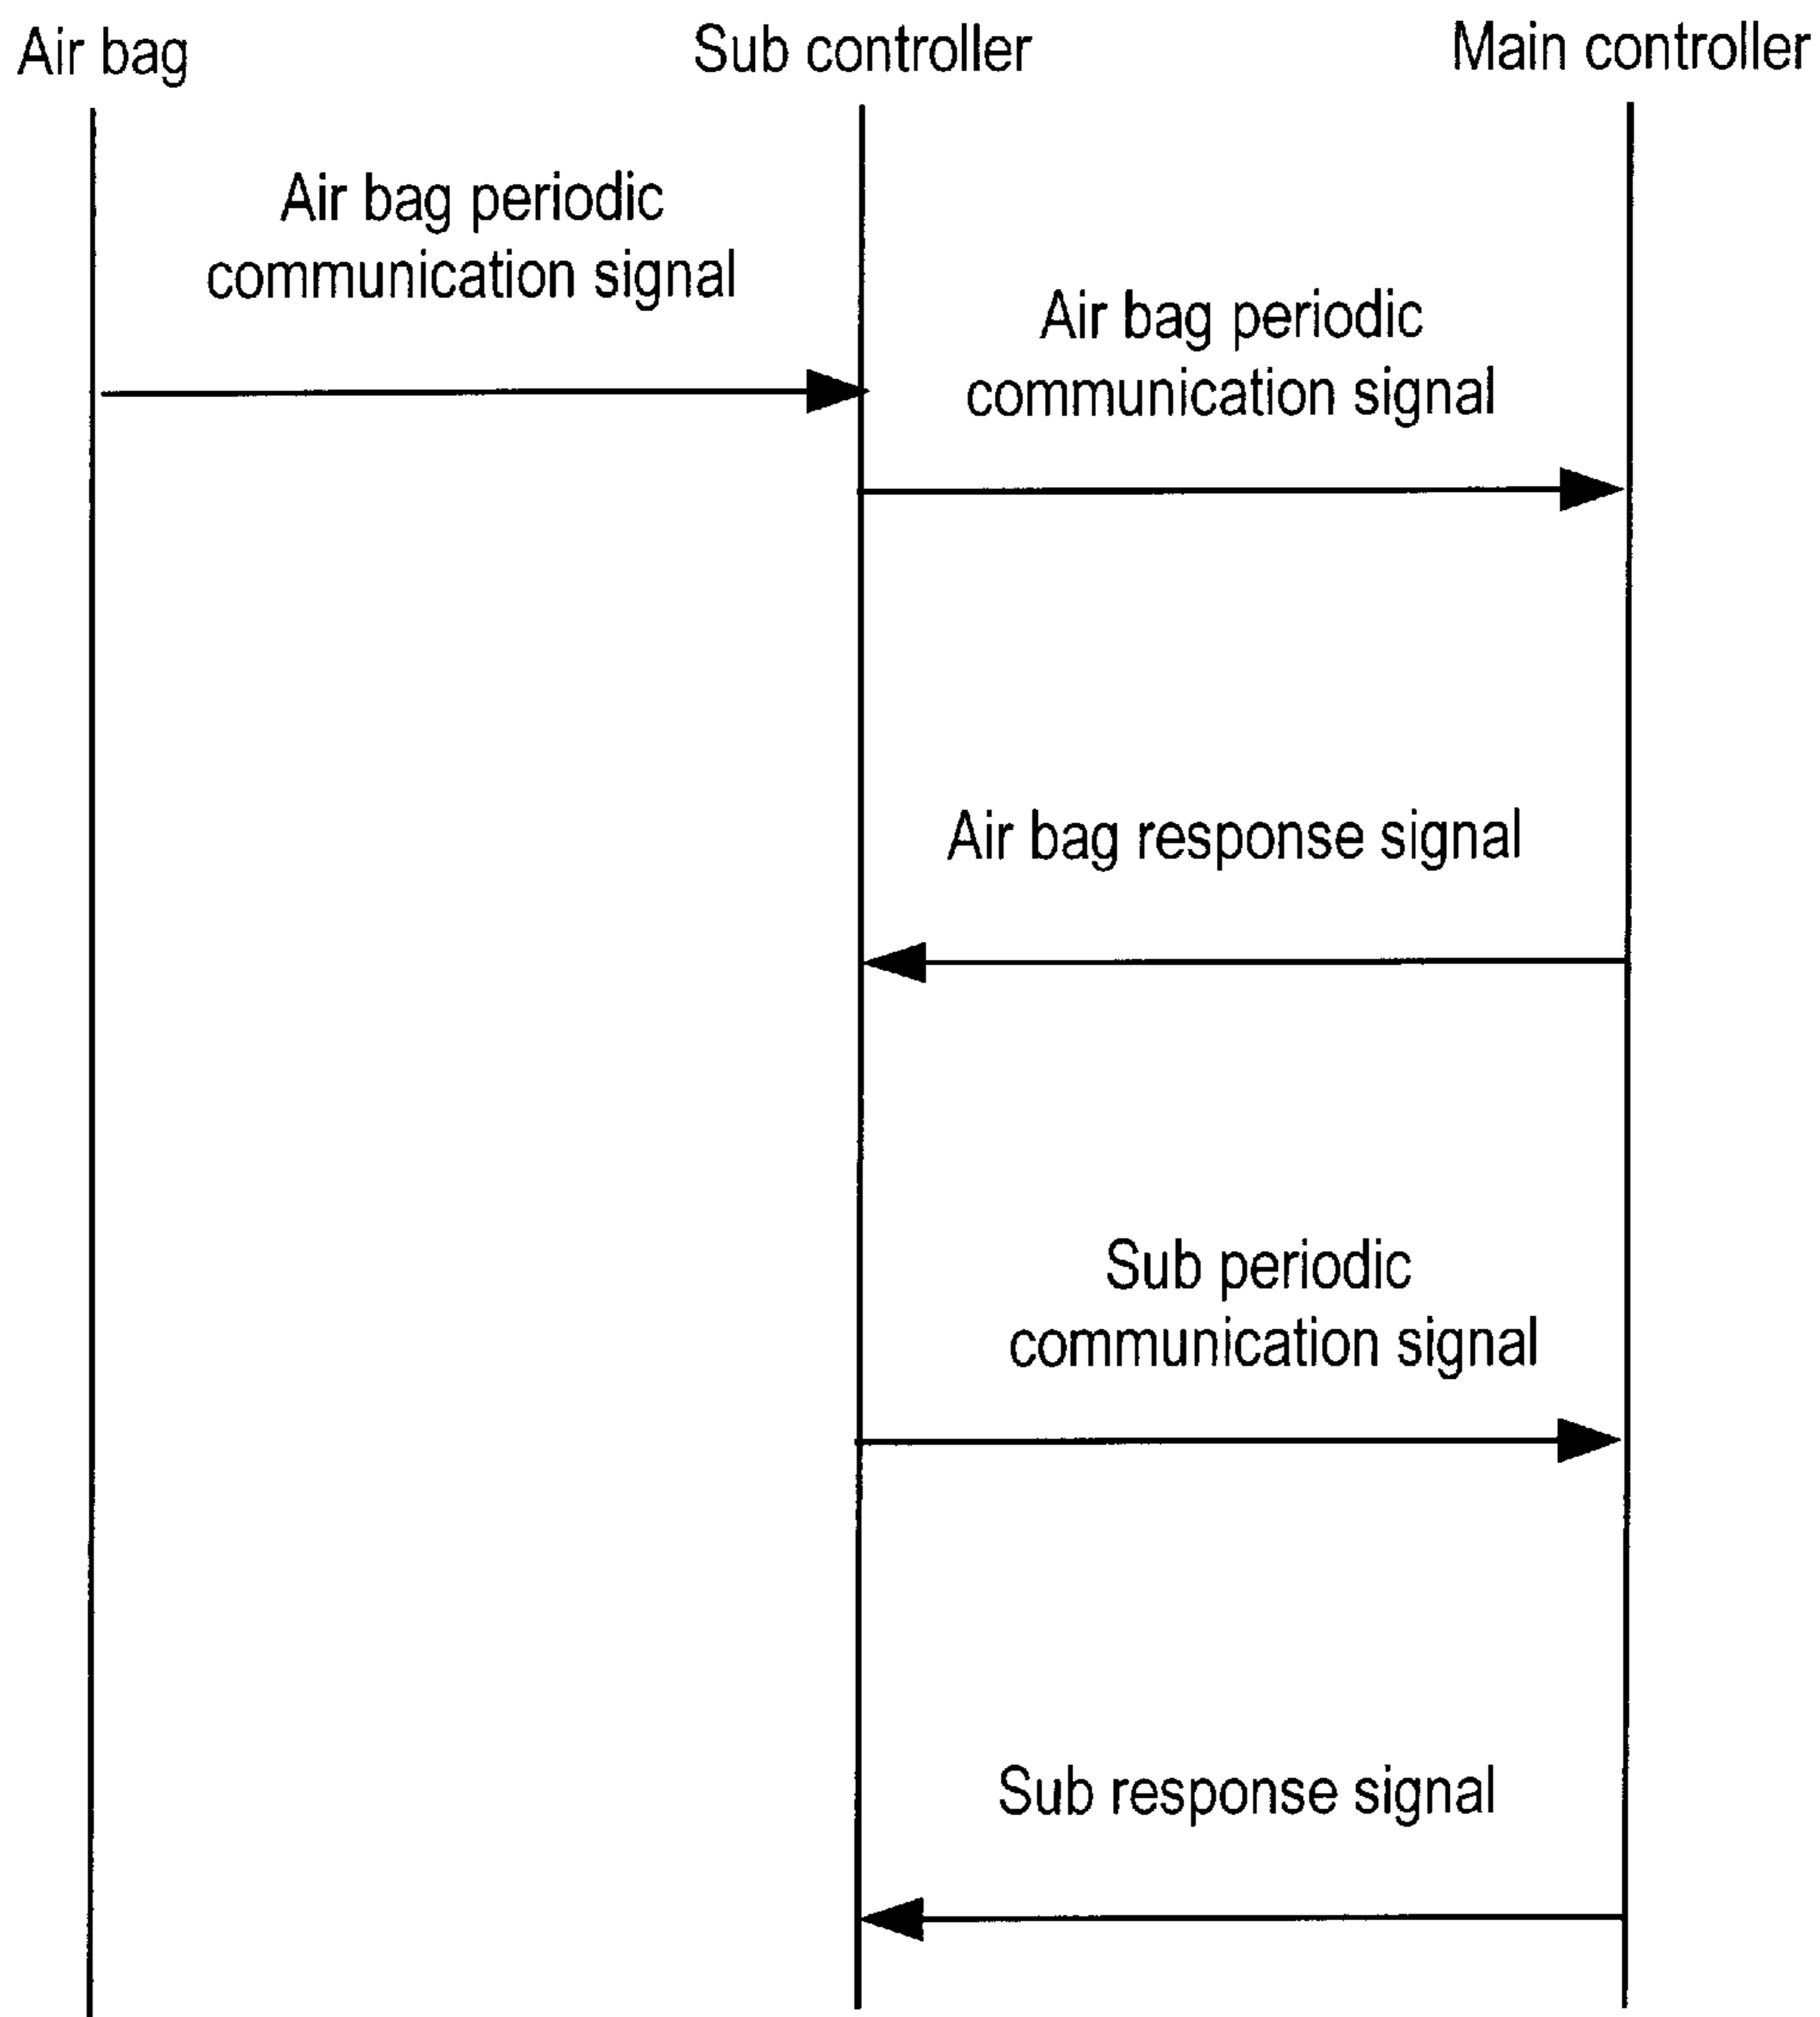 Air bag
Sub controller
Main controller
Air bag periodic
communication signal
Air bag periodic
communication signal
Air bag response signal
Sub periodic
communication signal
Sub response signal